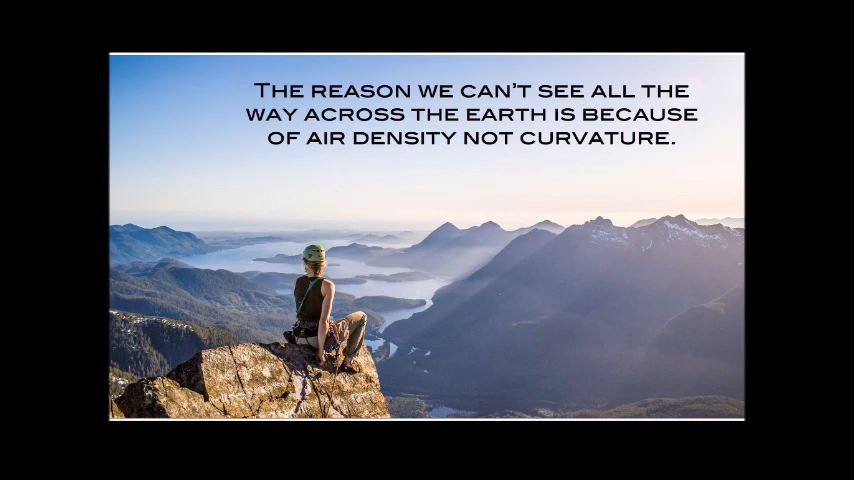 THE REASON WE CAN'T SEE ALL THE
WAY ACROSS THE EARTH IS BECAUSE
OF AIR DENSITY NOT CURVATURE.